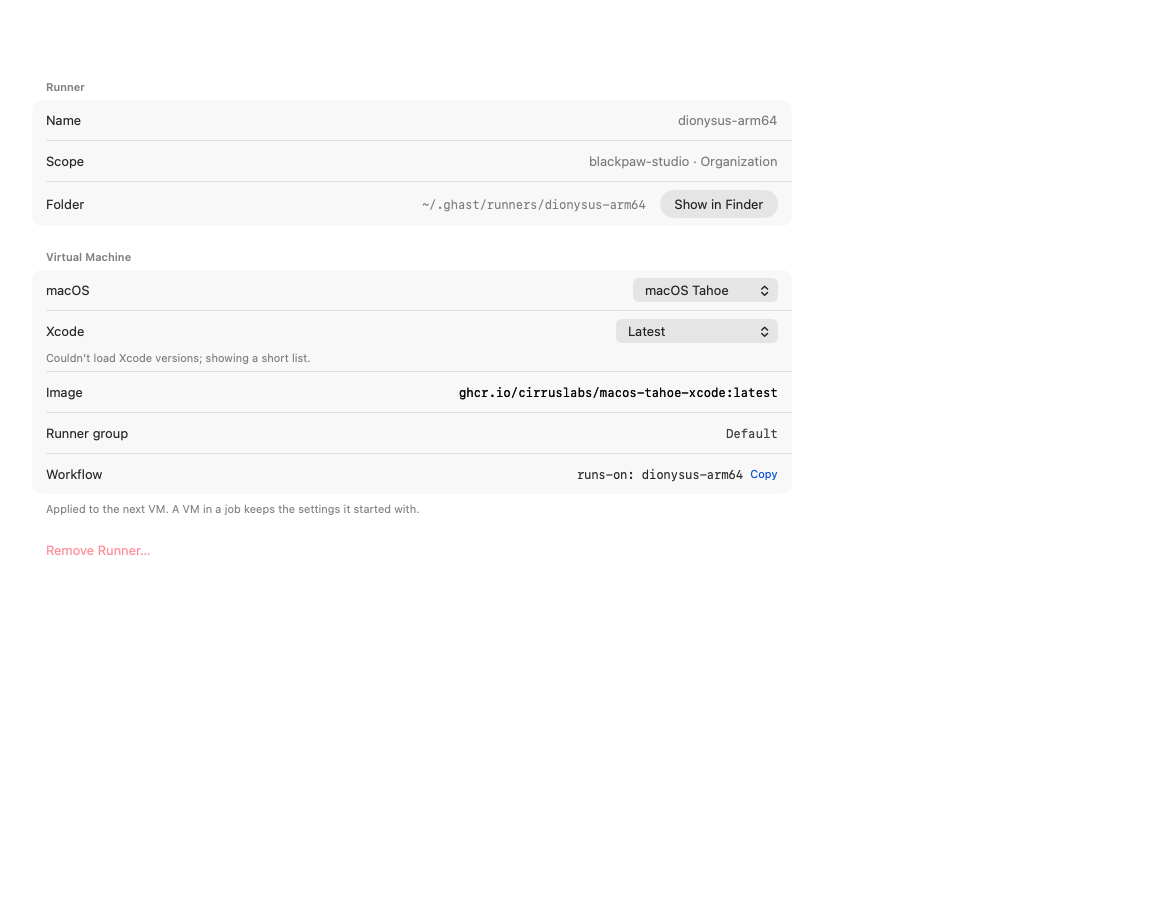 Runner
Name dionysus-arm64
Scope blackpaw-studio · Organization
Folder ~/.ghast/runners/dionysus-arm64 Show in Finder
Virtual Machine
macOS macOS Tahoe
Xcode Latest
Couldn't load Xcode versions; showing a short list.
Image ghcr.io/cirruslabs/macos-tahoe-xcode:latest
Runner group Default
Workflow runs-on: dionysus-arm64 Copy
Applied to the next VM. A VM in a job keeps the settings it started with.
Remove Runner...